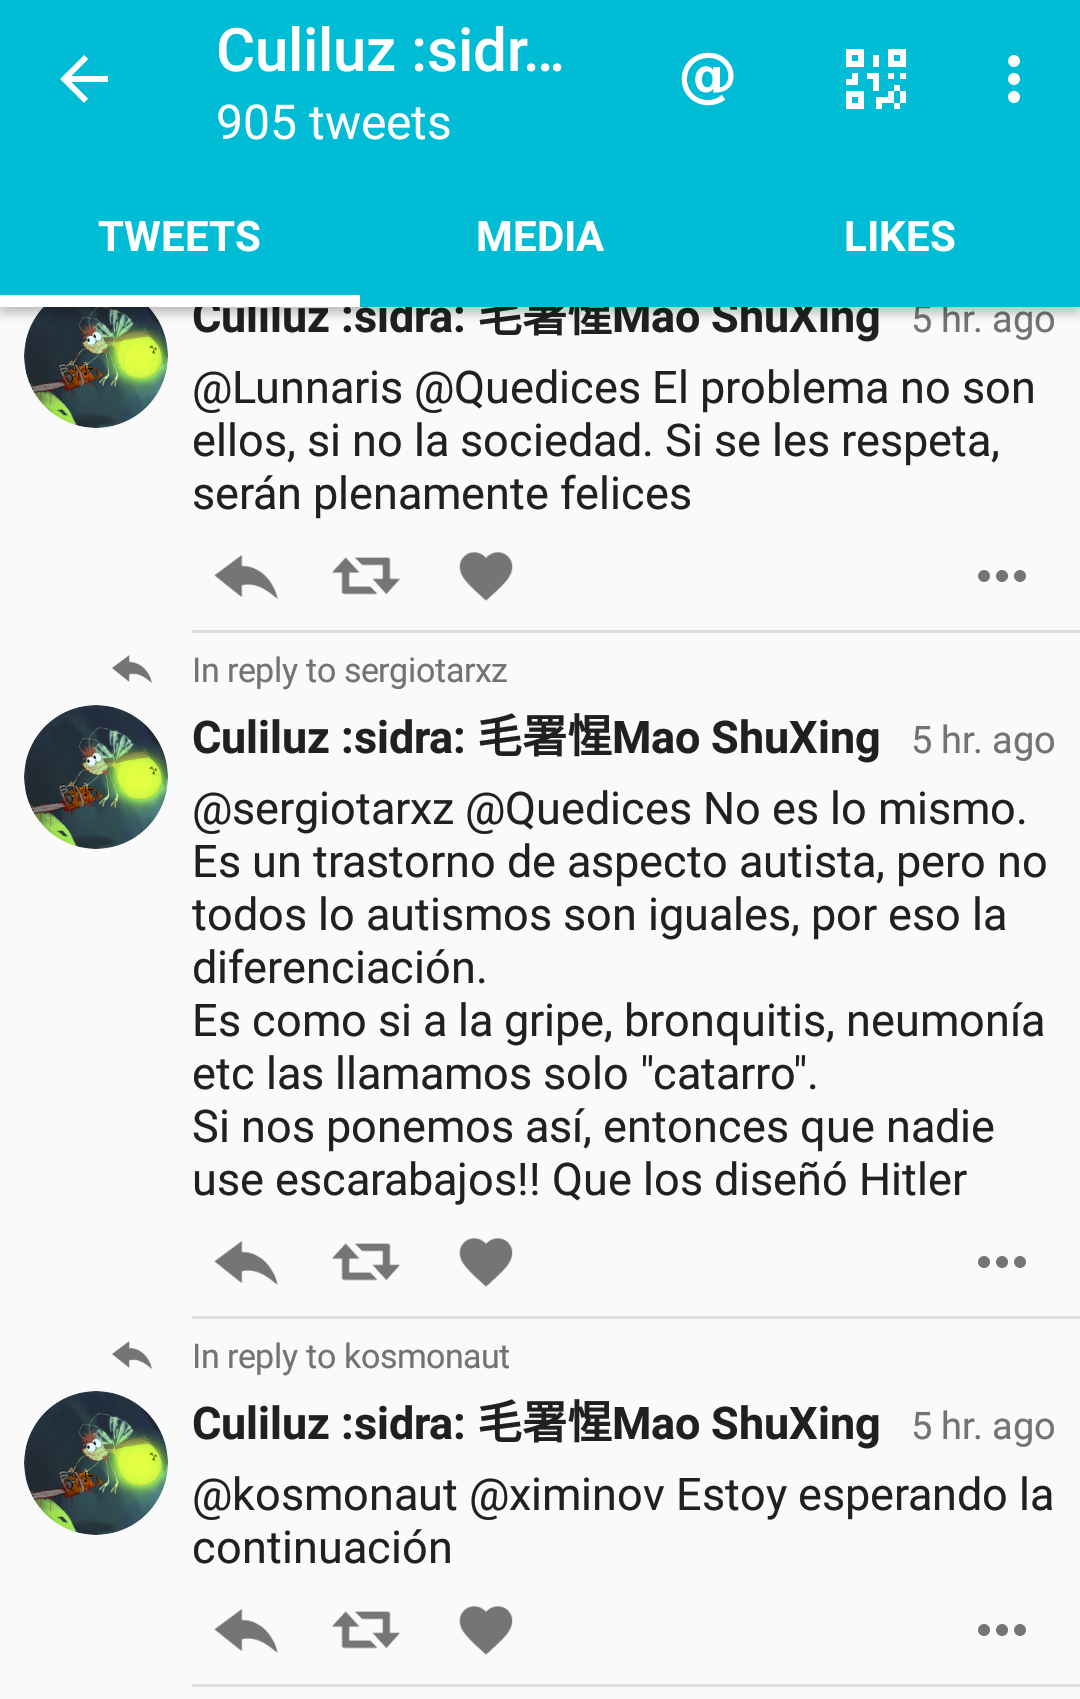 Culiluz :sidr...
905 tweets
@
TWEETS
MEDIA
LIKES
Culiluz :sidra: 毛署惺Mao ShuXing 5 hr. ago
@Lunnaris @Quedices El problema no son
ellos, si no la sociedad. Si se les respeta,
serán plenamente felices
In reply to sergiotarxz
Culiluz :sidra: 毛署惺Mao ShuXing 5 hr. ago
@sergiotarxz @Quedices No es lo mismo.
Es un trastorno de aspecto autista, pero no
todos lo autismos son iguales, por eso la
diferenciación.
Es como si a la gripe, bronquitis, neumonía
etc las llamamos solo "catarro".
Si nos ponemos así, entonces que nadie
use escarabajos!! Que los diseñó Hitler
In reply to kosmonaut
Culiluz :sidra: 毛署惺Mao ShuXing 5 hr. ago
@kosmonaut @ximinov Estoy esperando la
continuación